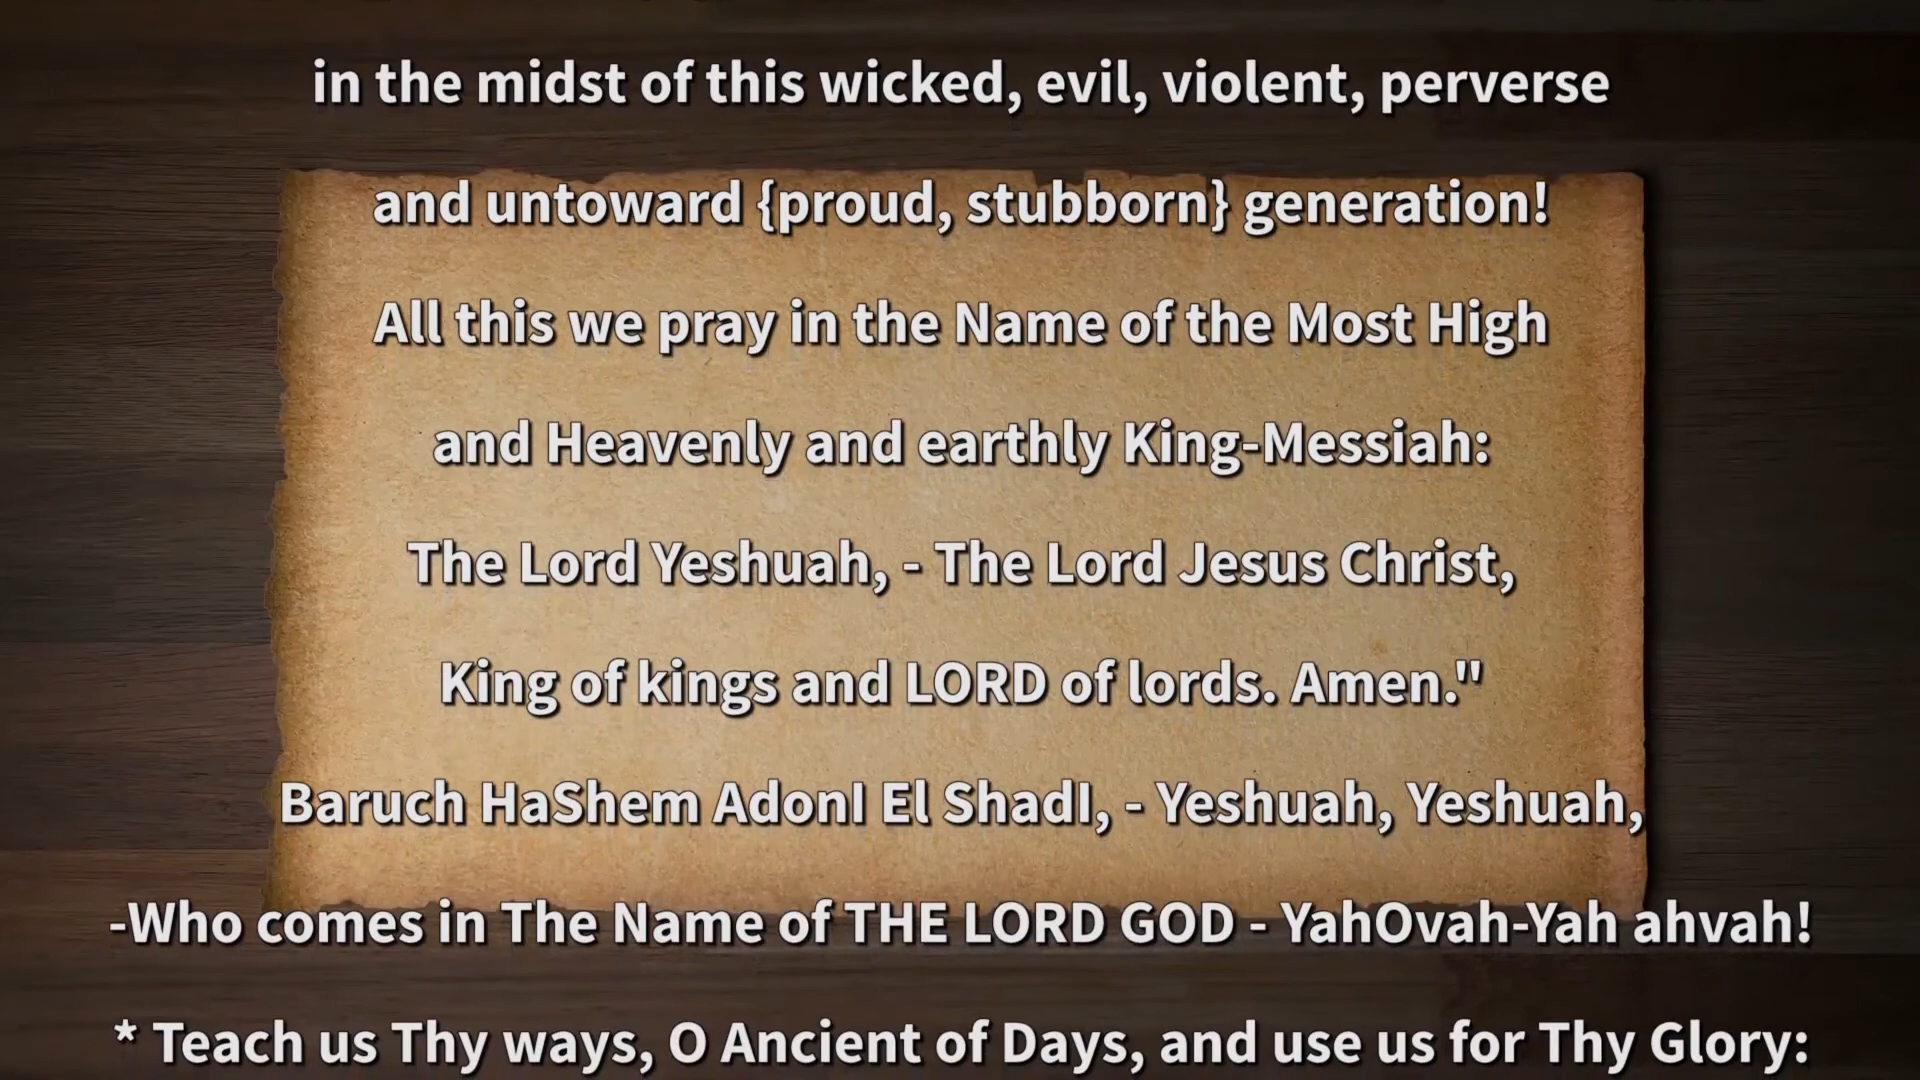 in the midst of this wicked, evil, violent, perverse
and untoward {proud, stubborn} generation!
All this we pray in the Name of the Most High
and Heavenly and earthly King-Messiah:
The Lord Yeshuah, - The Lord Jesus Christ,
King of kings and LORD of lords. Amen."
Baruch HaShem AdonI El ShadI, - Yeshuah, Yeshuah,
-Who comes in The Name of THE LORD GOD - YahOvah-Yah ahvah!
* Teach us Thy ways, O Ancient of Days, and use us for Thy Glory: